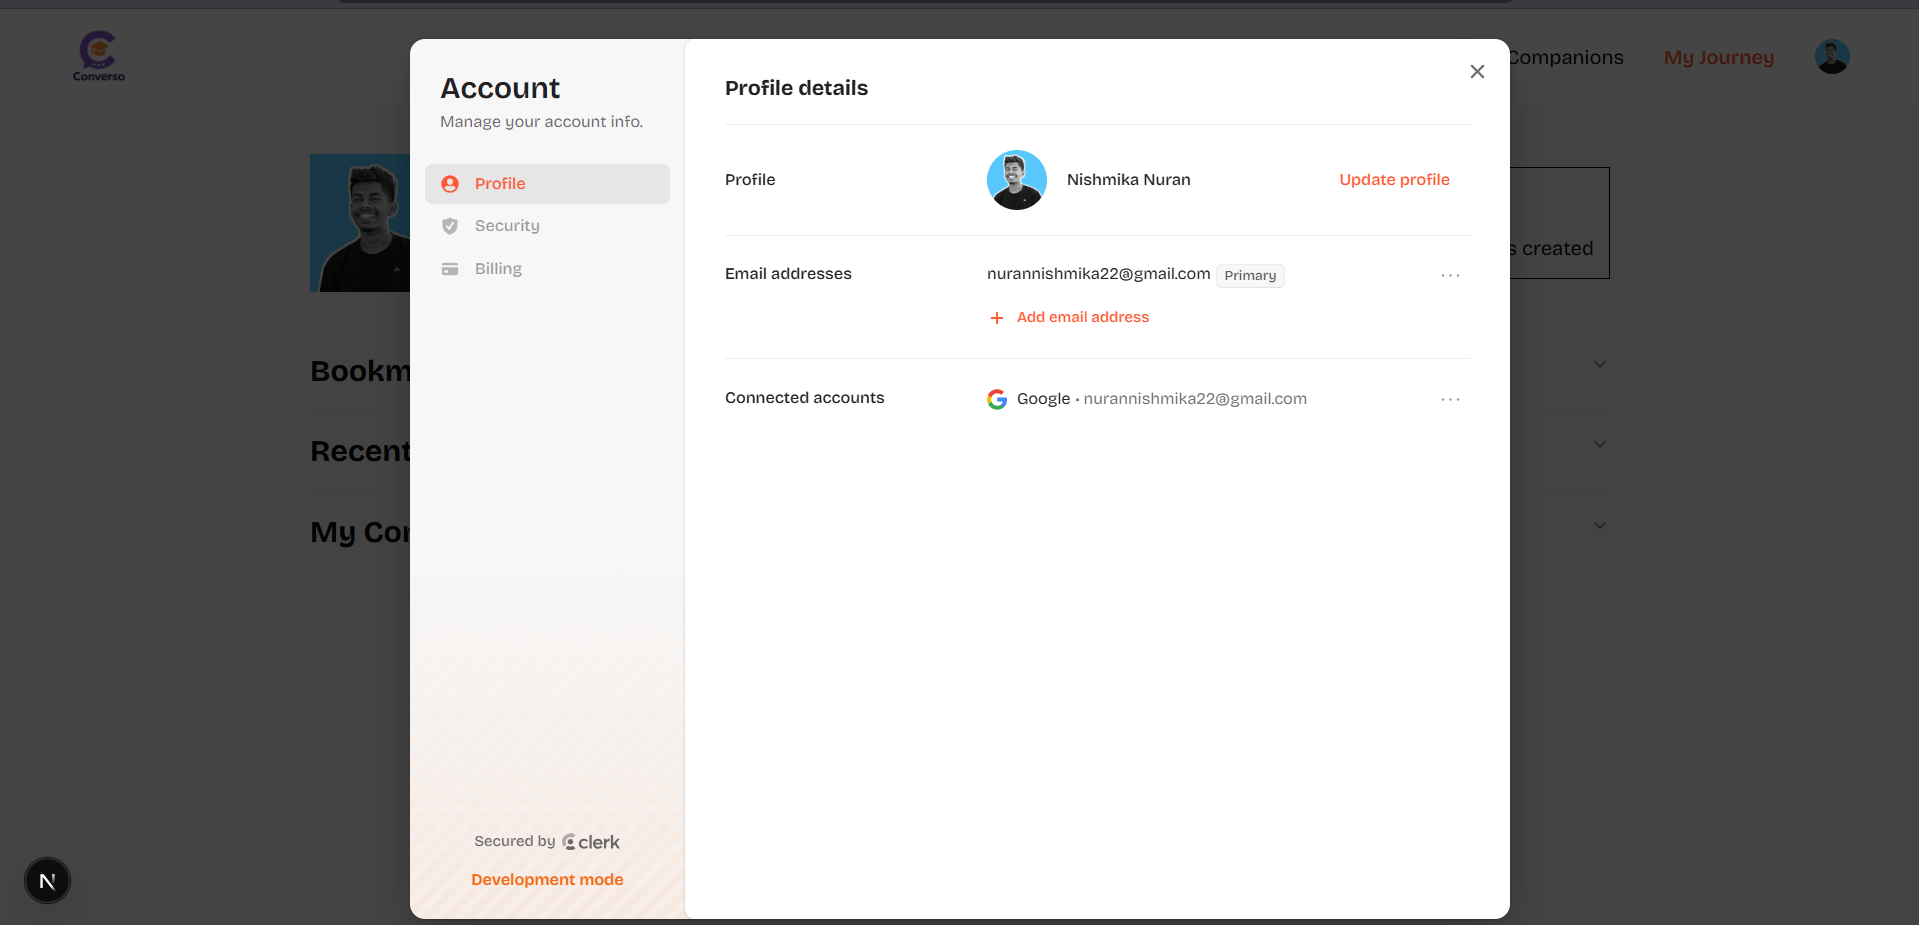 Converso
Companions
My Journey
Account
Manage your account info.
Profile
Security
Billing
Secured by clerk
Development mode
Profile details
Profile
Nishmika Nuran
Update profile
Email addresses
nurannishmika22@gmail.com Primary
Add email address
Connected accounts
Google • nurannishmika22@gmail.com
s created
Bookm
Recent
My Cor
N